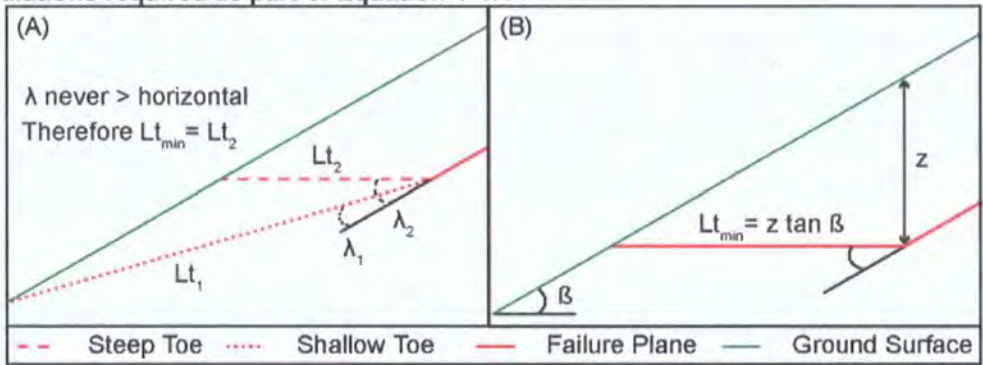 (A)
λ never > horizontal
Therefore Lt_min = Lt_2
Lt_2
λ_2
λ_1
Lt_1
(B)
z
Lt_min = z tan ß
ß
Steep Toe
Shallow Toe
Failure Plane
Ground Surface